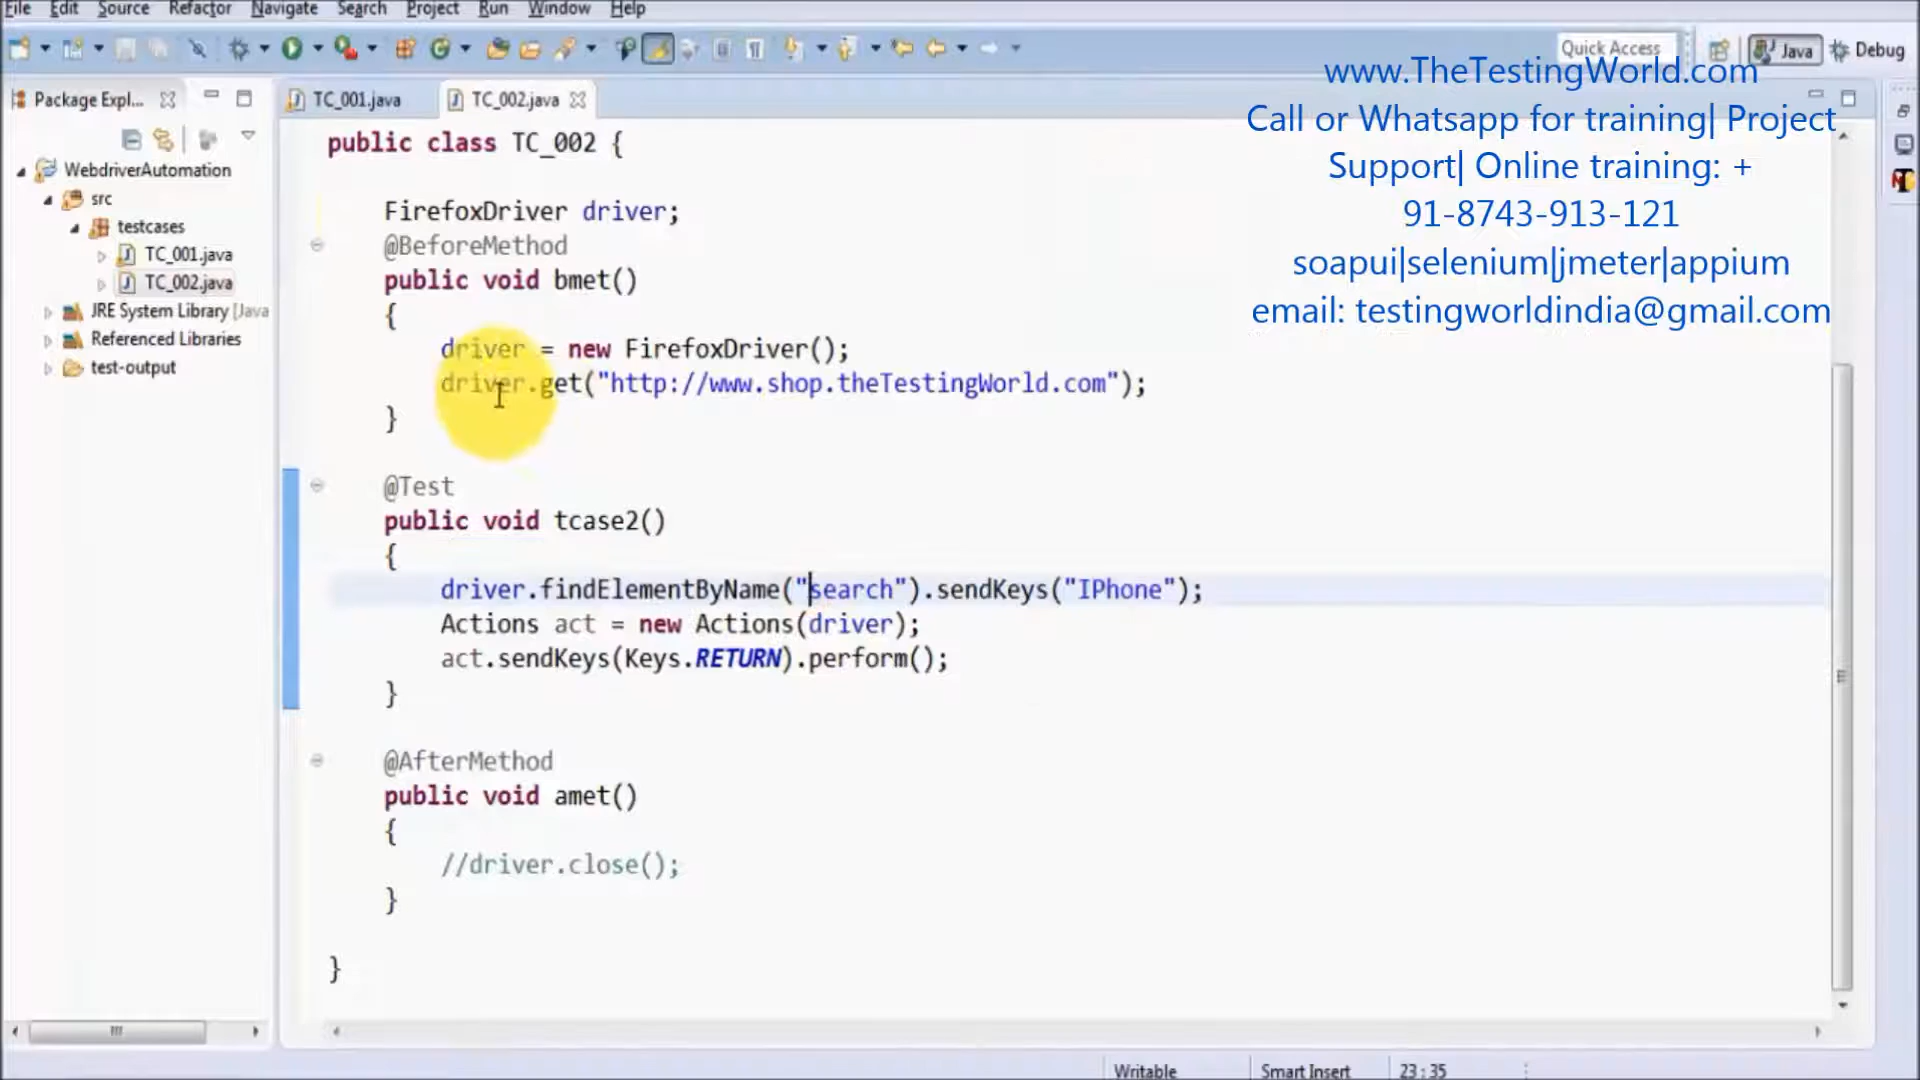 File Edit Source Refactor Navigate Search Project Run Window Help
Quick Access
Java
Debug
www.TheTestingWorld.com
Call or Whatsapp for training| Project
Support| Online training: +
91-8743-913-121
soapui|selenium|jmeter|appium
email: testingworldindia@gmail.com
Package Expl...
TC_001.java
TC_002.java
WebdriverAutomation
src
testcases
TC_001.java
TC_002.java
JRE System Library [Java
Referenced Libraries
test-output
public class TC_002 {
FirefoxDriver driver;
@BeforeMethod
public void bmet()
{
driver = new FirefoxDriver();
driver.get("http://www.shop.theTestingWorld.com");
}
@Test
public void tcase2()
{
driver.findElementByName("search").sendKeys("IPhone");
Actions act = new Actions(driver);
act.sendKeys(Keys.RETURN).perform();
}
@AfterMethod
public void amet()
{
//driver.close();
}
}
Writable
Smart Insert
23 : 35